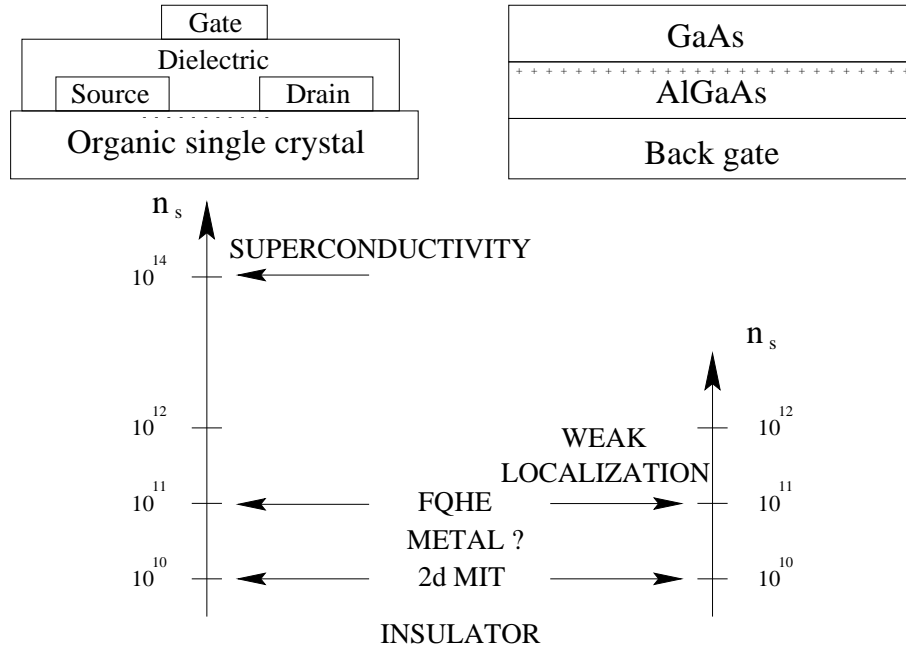 Gate
Dielectric
Source Drain
Organic single crystal
GaAs
+ + + + + + + + + + + + + + + + + + + + +
AlGaAs
Back gate
n s
SUPERCONDUCTIVITY
10^14
n s
10^12
WEAK
10^12
LOCALIZATION
10^11
FQHE
10^11
METAL ?
10^10
2d MIT
10^10
INSULATOR